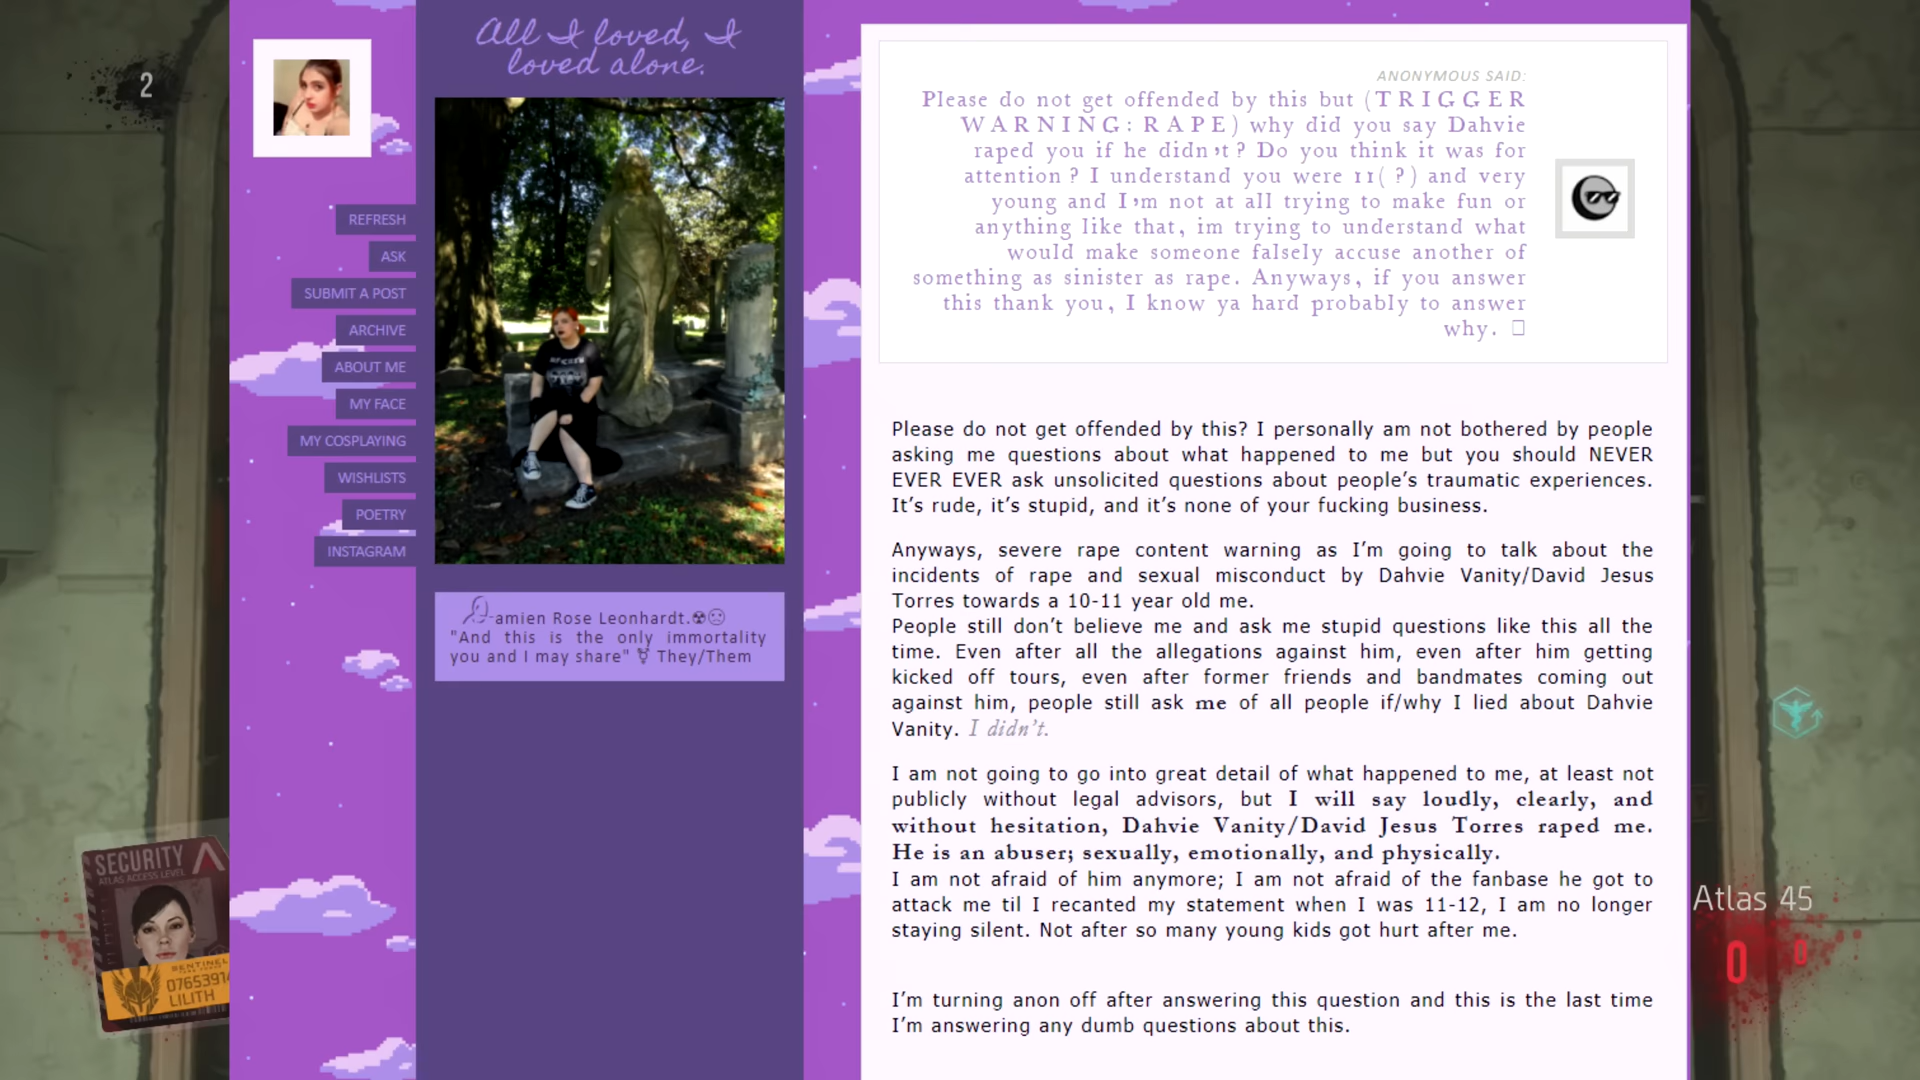 2
All I loved, I
loved alone.
REFRESH
ASK
SUBMIT A POST
ARCHIVE
ABOUT ME
MY FACE
MY COSPLAYING
WISHLISTS
POETRY
INSTAGRAM
D-amien Rose Leonhardt.☢☹
"And this is the only immortality
you and I may share" ⚧ They/Them
ANONYMOUS SAID:
Please do not get offended by this but (TRIGGER
WARNING: RAPE) why did you say Dahvie
raped you if he didn't? Do you think it was for
attention? I understand you were 11(?) and very
young and I'm not at all trying to make fun or
anything like that, im trying to understand what
would make someone falsely accuse another of
something as sinister as rape. Anyways, if you answer
this thank you, I know ya hard probably to answer
why.
Please do not get offended by this? I personally am not bothered by people
asking me questions about what happened to me but you should NEVER
EVER EVER ask unsolicited questions about people's traumatic experiences.
It's rude, it's stupid, and it's none of your fucking business.
Anyways, severe rape content warning as I'm going to talk about the
incidents of rape and sexual misconduct by Dahvie Vanity/David Jesus
Torres towards a 10-11 year old me.
People still don't believe me and ask me stupid questions like this all the
time. Even after all the allegations against him, even after him getting
kicked off tours, even after former friends and bandmates coming out
against him, people still ask me of all people if/why I lied about Dahvie
Vanity. I didn't.
I am not going to go into great detail of what happened to me, at least not
publicly without legal advisors, but I will say loudly, clearly, and
without hesitation, Dahvie Vanity/David Jesus Torres raped me.
He is an abuser; sexually, emotionally, and physically.
I am not afraid of him anymore; I am not afraid of the fanbase he got to
attack me til I recanted my statement when I was 11-12, I am no longer
staying silent. Not after so many young kids got hurt after me.
I'm turning anon off after answering this question and this is the last time
I'm answering any dumb questions about this.
SECURITY
ATLAS ACCESS LEVEL
SENTINEL
0765391
LILITH
Atlas 45
0 0